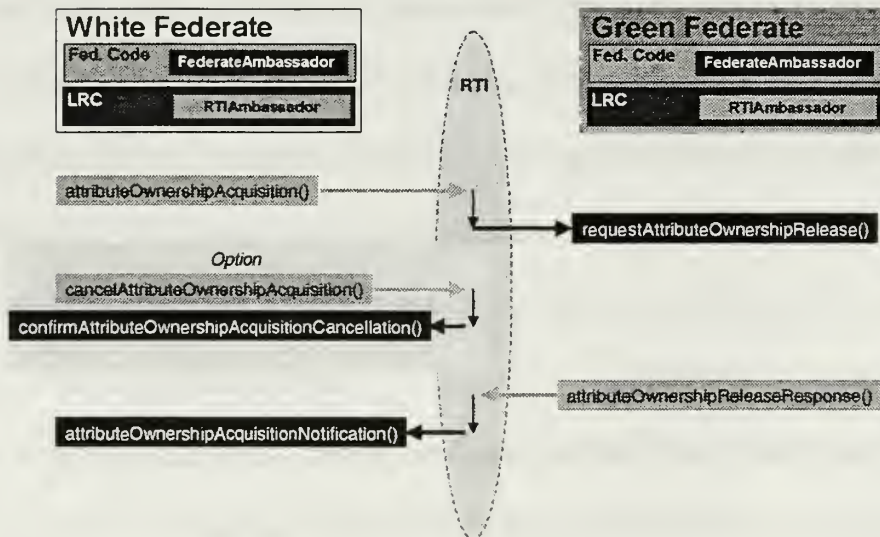 White Federate
Fed. Code
FederateAmbassador
LRC
RTIAmbassador
RTI
Green Federate
Fed. Code
FederateAmbassador
LRC
RTIAmbassador
attributeOwnershipAcquisition()
requestAttributeOwnershipRelease()
Option
cancelAttributeOwnershipAcquisition()
confirmAttributeOwnershipAcquisitionCancellation()
attributeOwnershipReleaseResponse()
attributeOwnershipAcquisitionNotification()